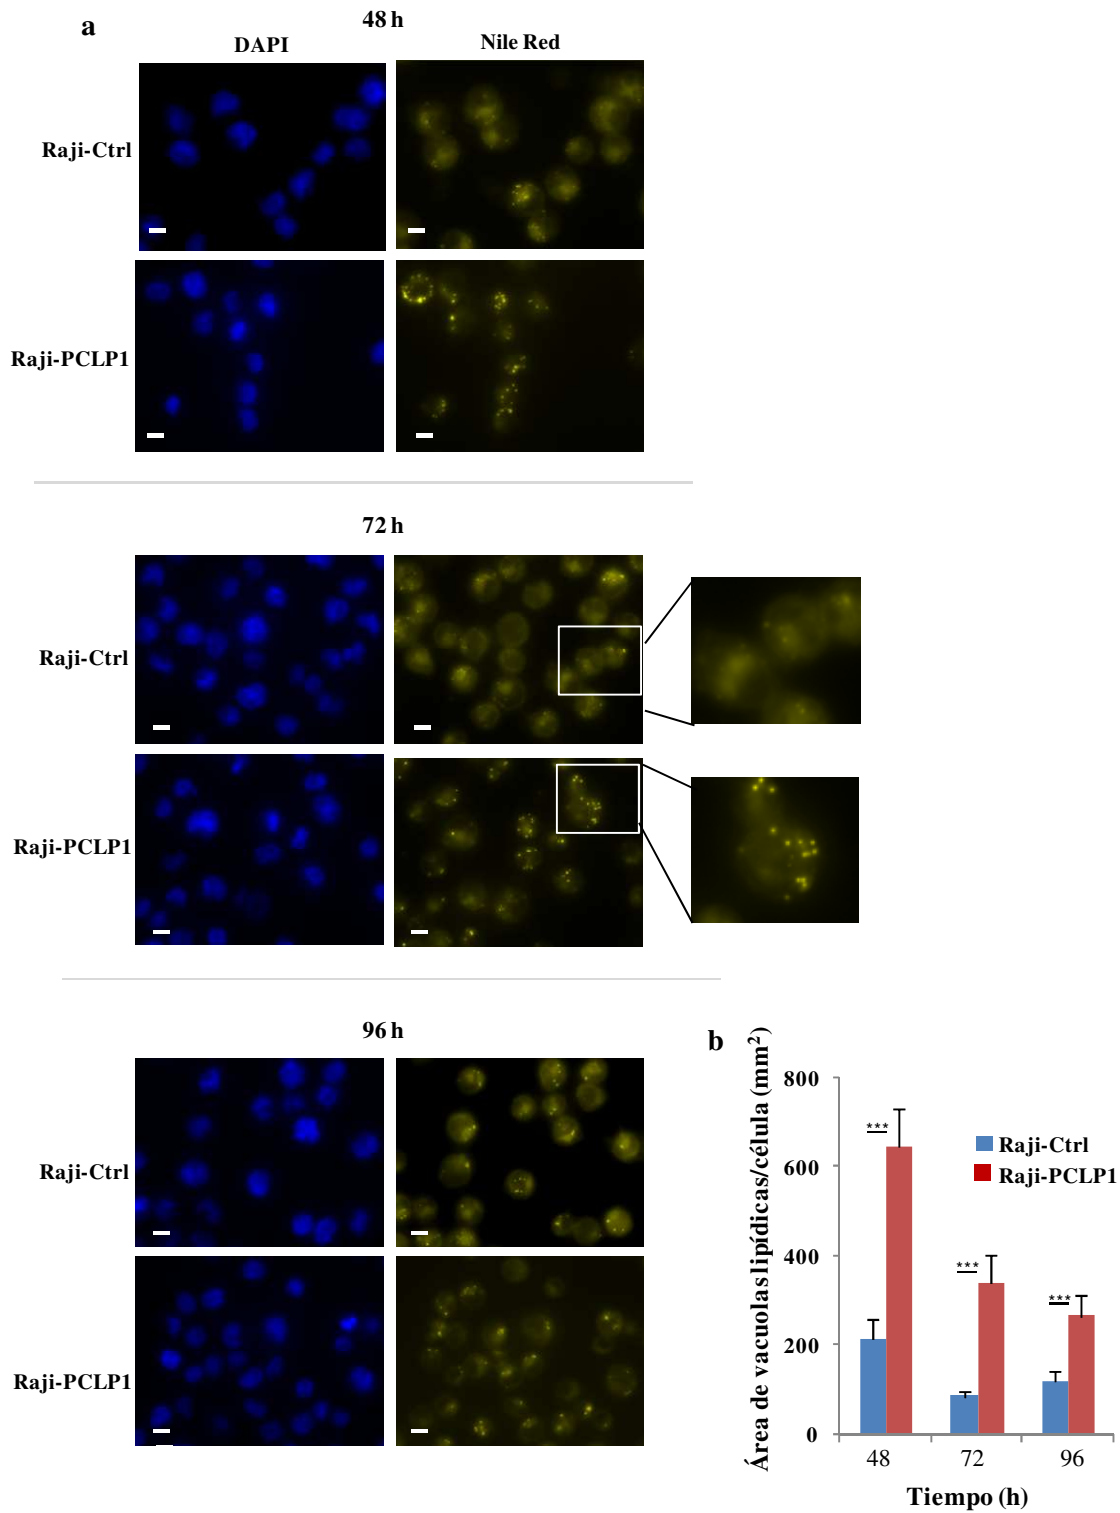 a
48 h
DAPI
Nile Red
Raji-Ctrl
Raji-PCLP1
72 h
Raji-Ctrl
Raji-PCLP1
96 h
Raji-Ctrl
Raji-PCLP1
b
Área de vacuolas lipídicas/célula (mm²)
800
600
400
200
0
***
***
***
Raji-Ctrl
Raji-PCLP1
48
72
96
Tiempo (h)